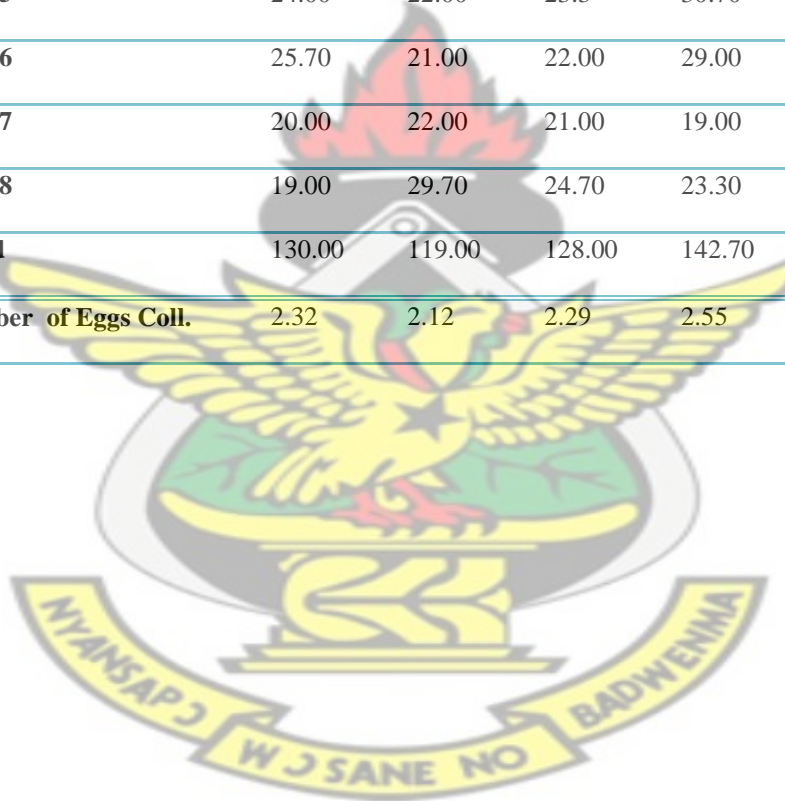 6 25.70 21.00 22.00 29.00
7 20.00 22.00 21.00 19.00
8 19.00 29.70 24.70 23.30
130.00 119.00 128.00 142.70
of Eggs Coll. 2.32 2.12 2.29 2.55
NYANSAPƆ
WƆSANE NO
BADWENMA